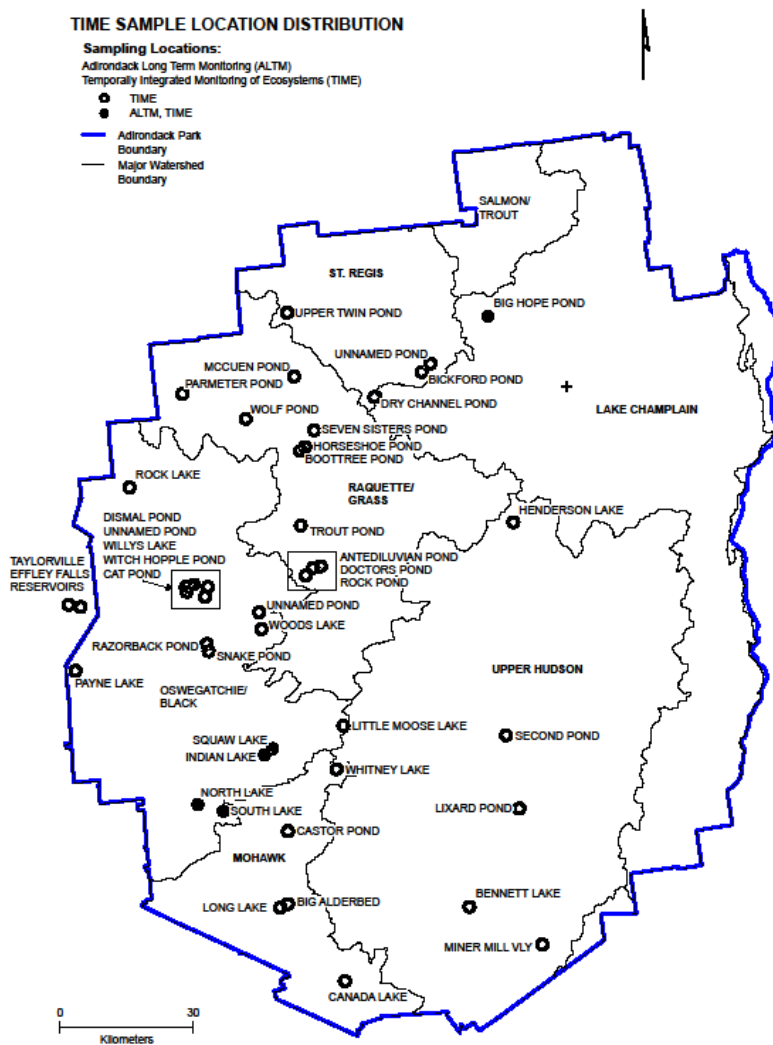 TIME SAMPLE LOCATION DISTRIBUTION
Sampling Locations:
Adirondack Long Term Monitoring (ALTM)
Temporally Integrated Monitoring of Ecosystems (TIME)
TIME
ALTM, TIME
Adirondack Park
Boundary
Major Watershed
Boundary
SALMON/
TROUT
ST. REGIS
BIG HOPE POND
UPPER TWIN POND
UNNAMED POND
MCCUEN POND
BICKFORD POND
PARMETER POND
DRY CHANNEL POND
LAKE CHAMPLAIN
WOLF POND
SEVEN SISTERS POND
HORSESHOE POND
BOOTTREE POND
ROCK LAKE
RAQUETTE/
GRASS
HENDERSON LAKE
DISMAL POND
UNNAMED POND
WILLYS LAKE
WITCH HOPPLE POND
CAT POND
TROUT POND
TAYLORVILLE
EFFLEY FALLS
RESERVOIRS
ANTEDILUVIAN POND
DOCTORS POND
ROCK POND
UNNAMED POND
WOODS LAKE
RAZORBACK POND
SNAKE POND
PAYNE LAKE
UPPER HUDSON
OSWEGATCHIE/
BLACK
LITTLE MOOSE LAKE
SECOND POND
SQUAW LAKE
INDIAN LAKE
WHITNEY LAKE
NORTH LAKE
SOUTH LAKE
LIXARD POND
CASTOR POND
MOHAWK
BIG ALDERBED
LONG LAKE
BENNETT LAKE
MINER MILL VLY
CANADA LAKE
0 30
Kilometers